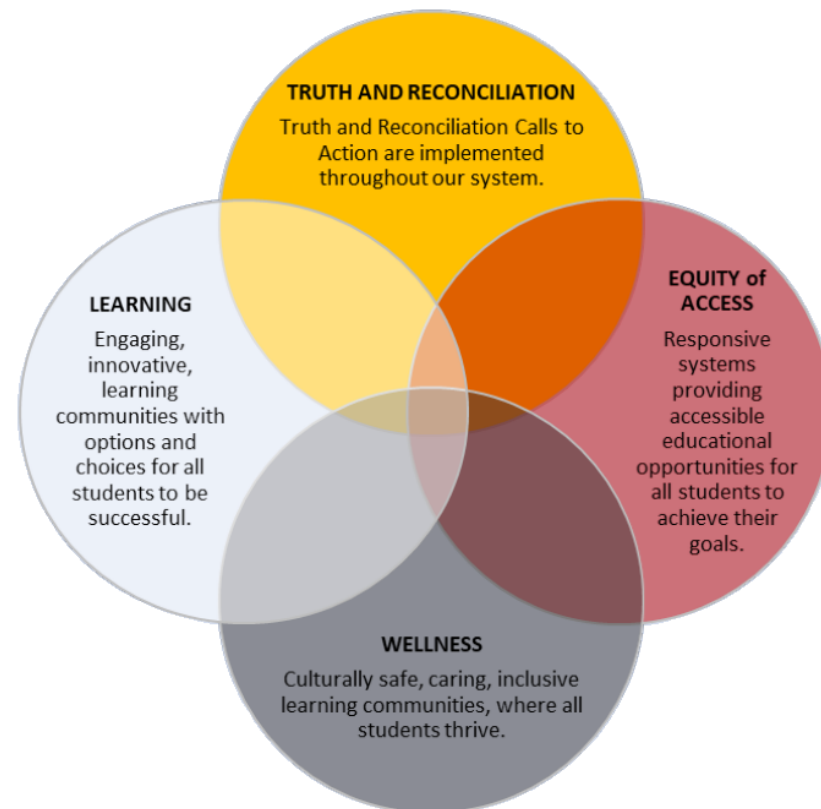 TRUTH AND RECONCILIATION
Truth and Reconciliation Calls to
Action are implemented
throughout our system.
LEARNING
Engaging,
innovative,
learning
communities with
options and
choices for all
students to be
successful.
EQUITY of
ACCESS
Responsive
systems
providing
accessible
educational
opportunities for
all students to
achieve their
goals.
WELLNESS
Culturally safe, caring, inclusive
learning communities, where all
students thrive.